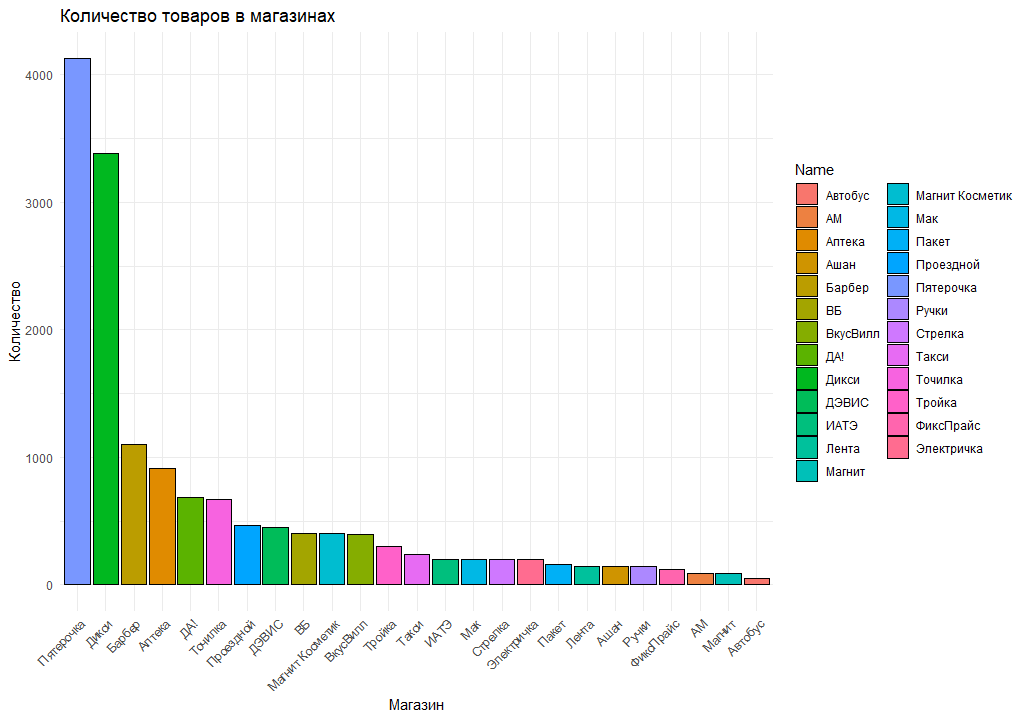 Количество товаров в магазинах
Количество
4000
3000
2000
1000
0
Пятерочка
Дикси
Барбер
Аптека
ДА!
Точилка
Проездной
ДЭВИС
ВБ
Магнит Косметик
ВкусВилл
Тройка
Такси
ИАТЭ
Мак
Стрелка
Электричка
Пакет
Лента
Ашан
Ручки
ФиксПрайс
АМ
Магнит
Автобус
Магазин
Name
Автобус
АМ
Аптека
Ашан
Барбер
ВБ
ВкусВилл
ДА!
Дикси
ДЭВИС
ИАТЭ
Лента
Магнит
Магнит Косметик
Мак
Пакет
Проездной
Пятерочка
Ручки
Стрелка
Такси
Точилка
Тройка
ФиксПрайс
Электричка